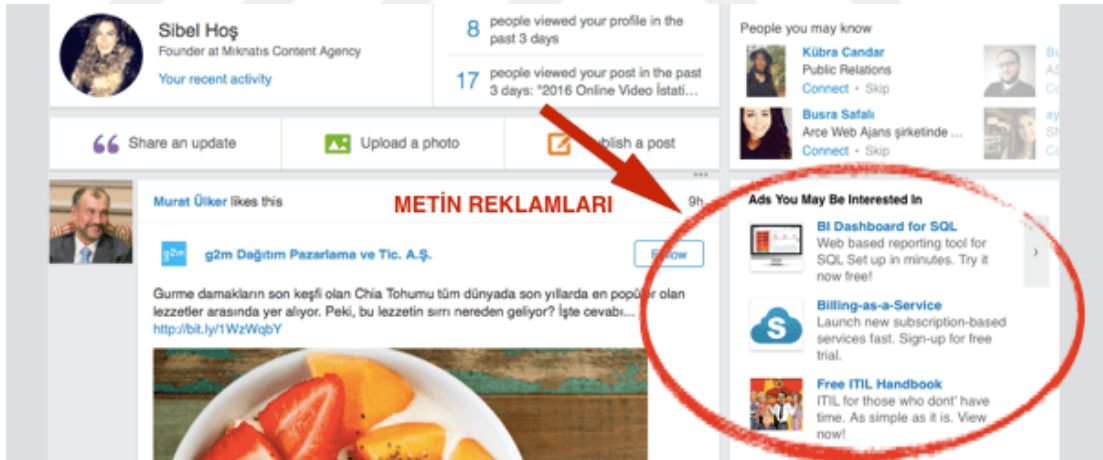 Sibel Hoş
Founder at Mıknatıs Content Agency
Your recent activity
8 people viewed your profile in the
past 3 days
17 people viewed your post in the past
3 days: "2016 Online Video İstati...
People you may know
Kübra Candar
Public Relations
Connect • Skip
Busra Safalı
Arce Web Ajans şirketinde ...
Connect • Skip
Share an update
Upload a photo
blish a post
Murat Ülker likes this
METİN REKLAMLARI
9h
g2m
g2m Dağıtım Pazarlama ve Tic. A.Ş.
Gurme damakların son keşfi olan Chia Tohumu tüm dünyada son yıllarda en popüler olan
lezzetler arasında yer alıyor. Peki, bu lezzetin sırrı nereden geliyor? İşte cevabı...
http://bit.ly/1WzWqbY
Ads You May Be Interested In
BI Dashboard for SQL
Web based reporting tool for
SQL Set up in minutes. Try it
now free!
S
Billing-as-a-Service
Launch new subscription-based
services fast. Sign-up for free
trial.
Free ITIL Handbook
ITIL for those who dont' have
time. As simple as it is. View
now!